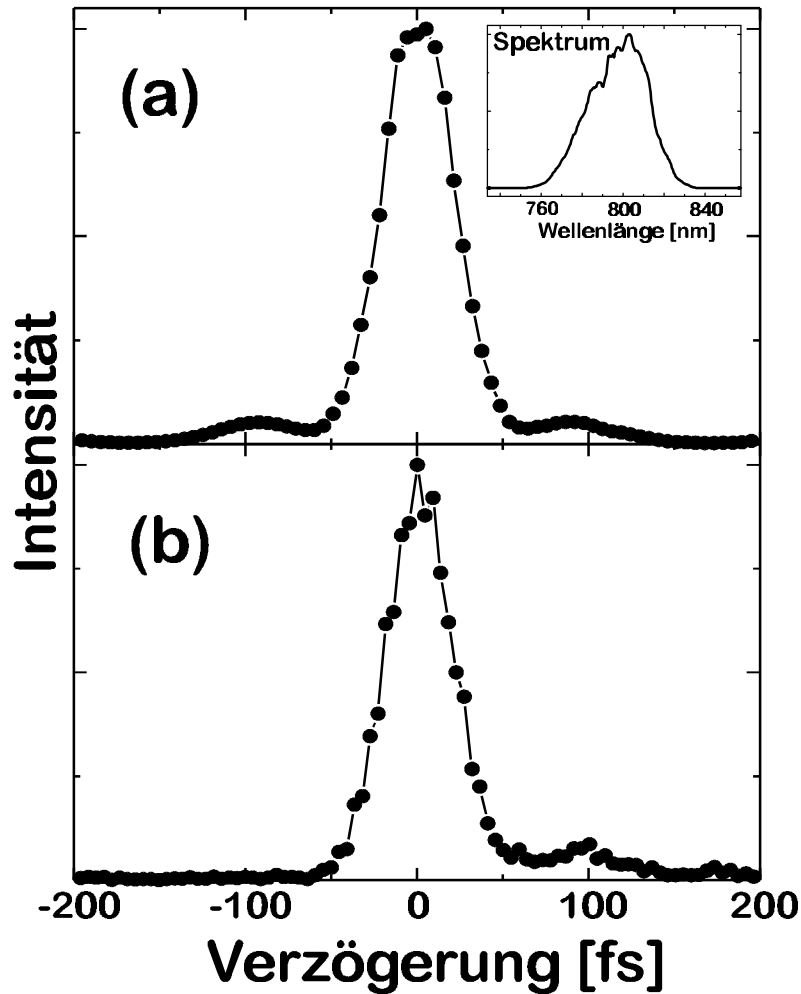 (a)
Spektrum
760 800 840
Wellenlänge [nm]
Intensität
(b)
-200 -100 0 100 200
Verzögerung [fs]